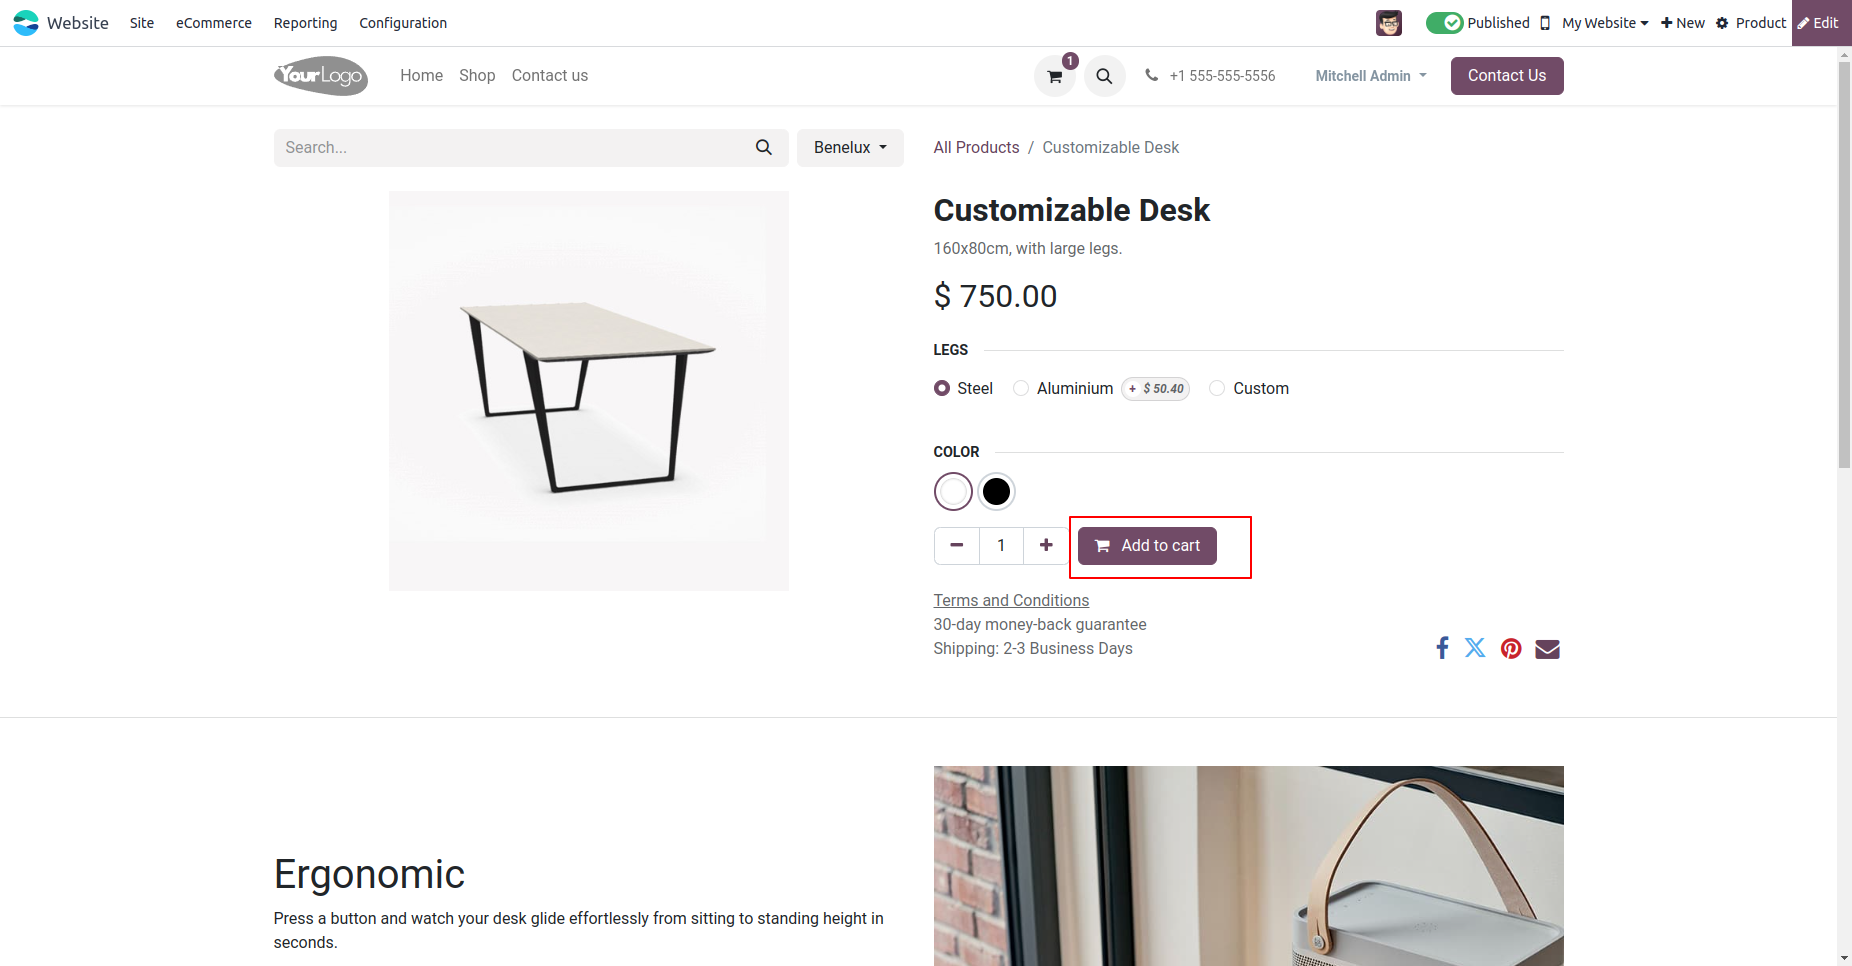 Website Site eCommerce Reporting Configuration Published My Website New Product Edit
YourLogo Home Shop Contact us 1 +1 555-555-5556 Mitchell Admin Contact Us
Search... Benelux All Products / Customizable Desk
Customizable Desk
160x80cm, with large legs.
$ 750.00
LEGS
Steel Aluminium + $ 50.40 Custom
COLOR
1 Add to cart
Terms and Conditions
30-day money-back guarantee
Shipping: 2-3 Business Days
Ergonomic
Press a button and watch your desk glide effortlessly from sitting to standing height in
seconds.